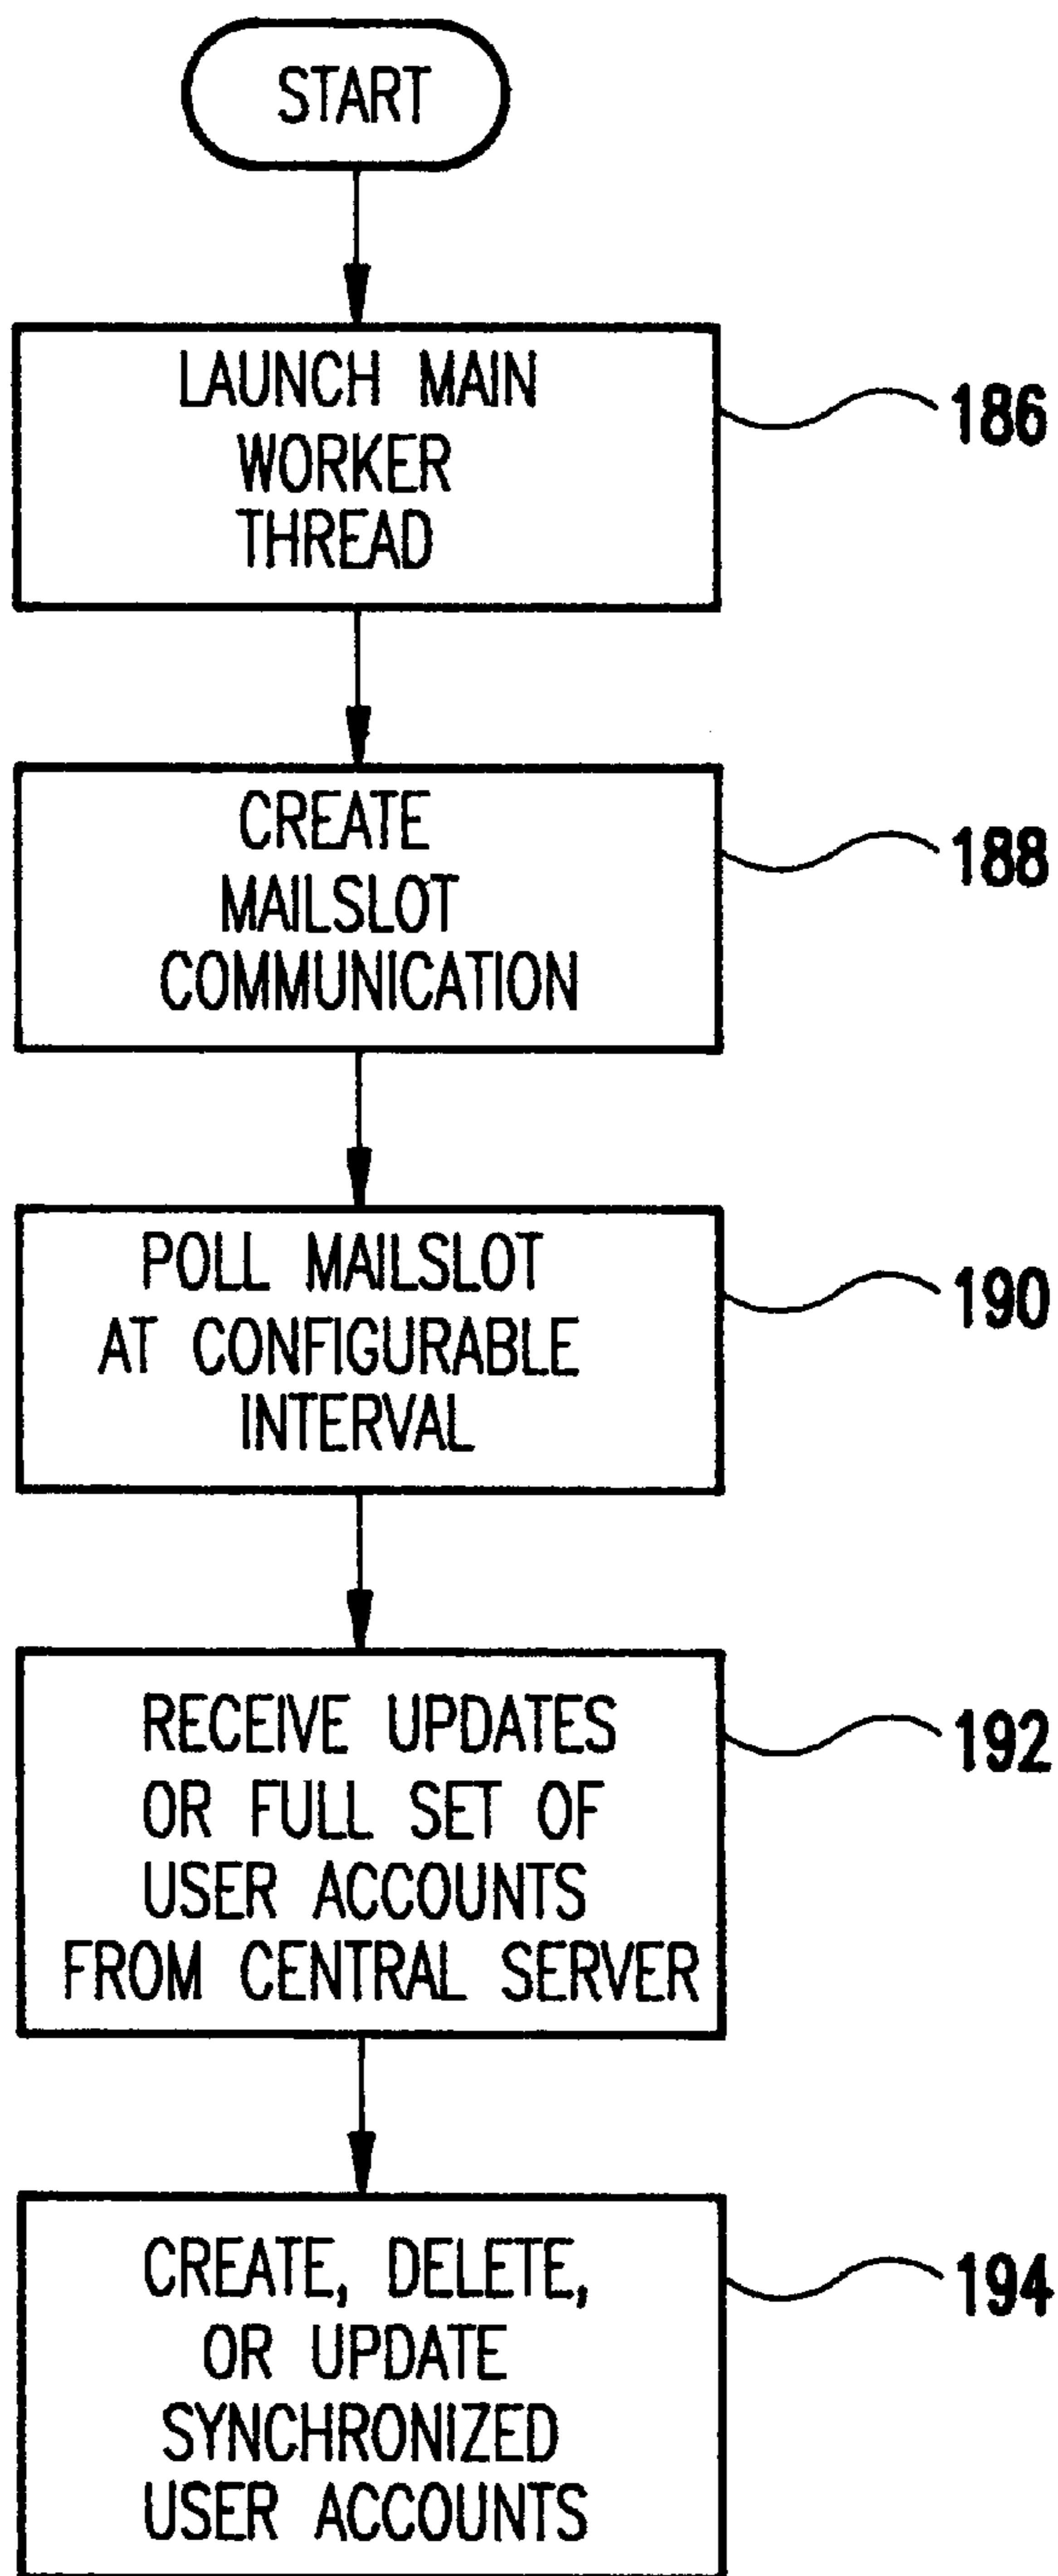 START
LAUNCH MAIN
WORKER
THREAD
186
CREATE
MAILSLOT
COMMUNICATION
188
POLL MAILSLOT
AT CONFIGURABLE
INTERVAL
190
RECEIVE UPDATES
OR FULL SET OF
USER ACCOUNTS
FROM CENTRAL SERVER
192
CREATE, DELETE,
OR UPDATE
SYNCHRONIZED
USER ACCOUNTS
194